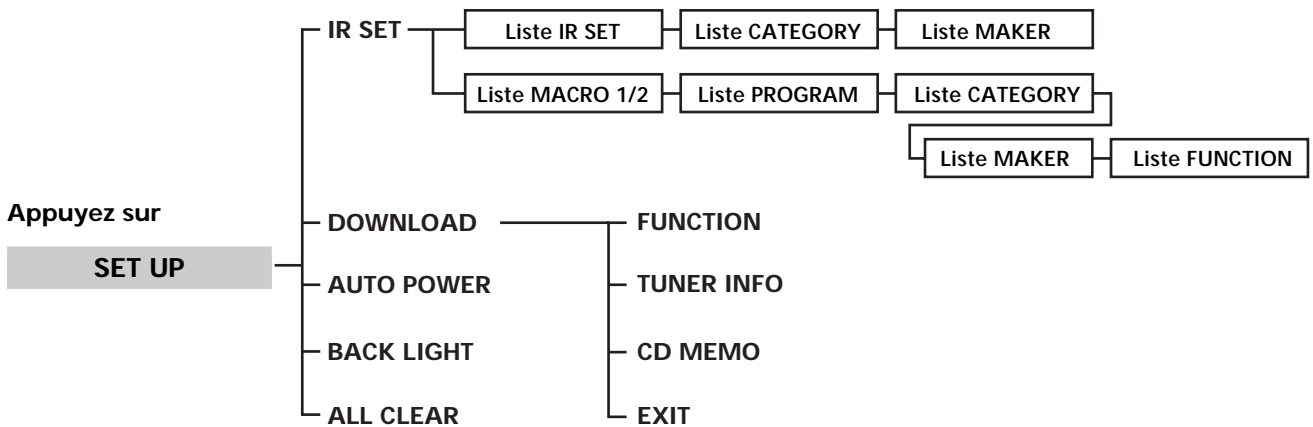 IR SET
Liste IR SET
Liste CATEGORY
Liste MAKER
Liste MACRO 1/2
Liste PROGRAM
Liste CATEGORY
Liste MAKER
Liste FUNCTION
Appuyez sur
SET UP
DOWNLOAD
FUNCTION
AUTO POWER
TUNER INFO
BACK LIGHT
CD MEMO
ALL CLEAR
EXIT